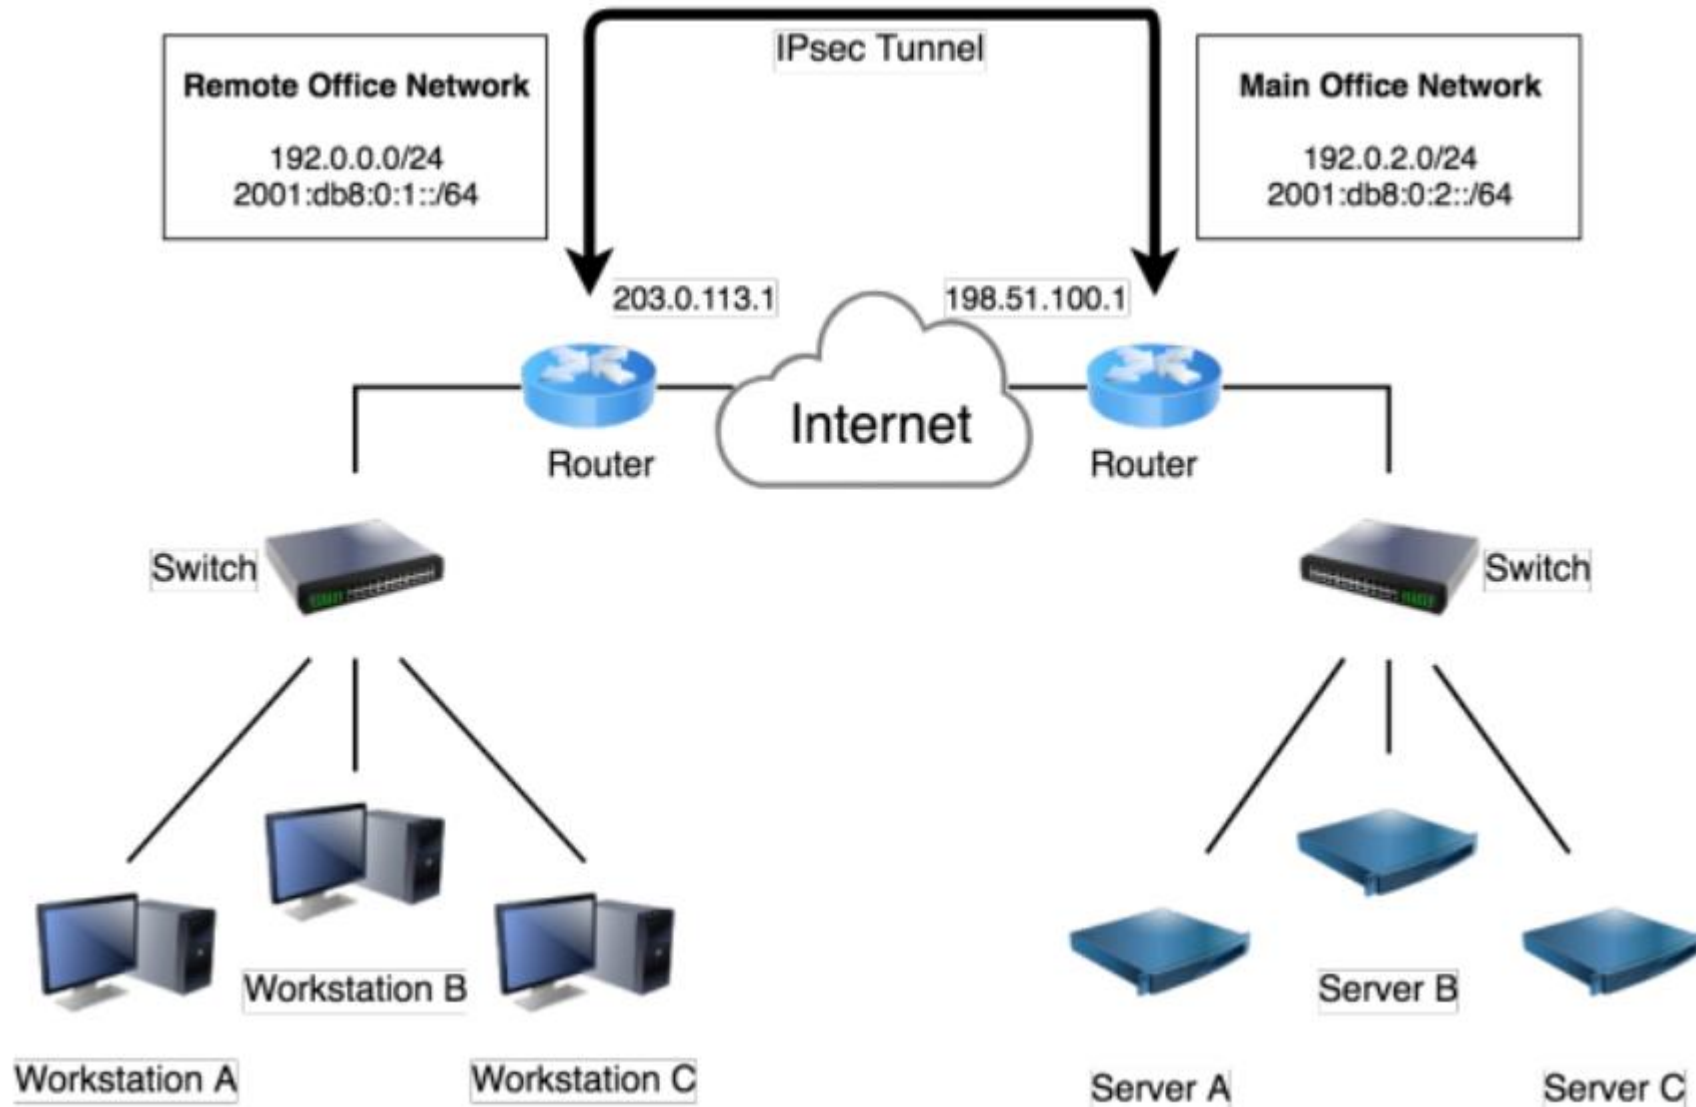 IPsec Tunnel
Remote Office Network
192.0.0.0/24
2001:db8:0:1::/64
Main Office Network
192.0.2.0/24
2001:db8:0:2::/64
203.0.113.1
198.51.100.1
Internet
Router
Router
Switch
Switch
Workstation B
Server B
Workstation A
Workstation C
Server A
Server C